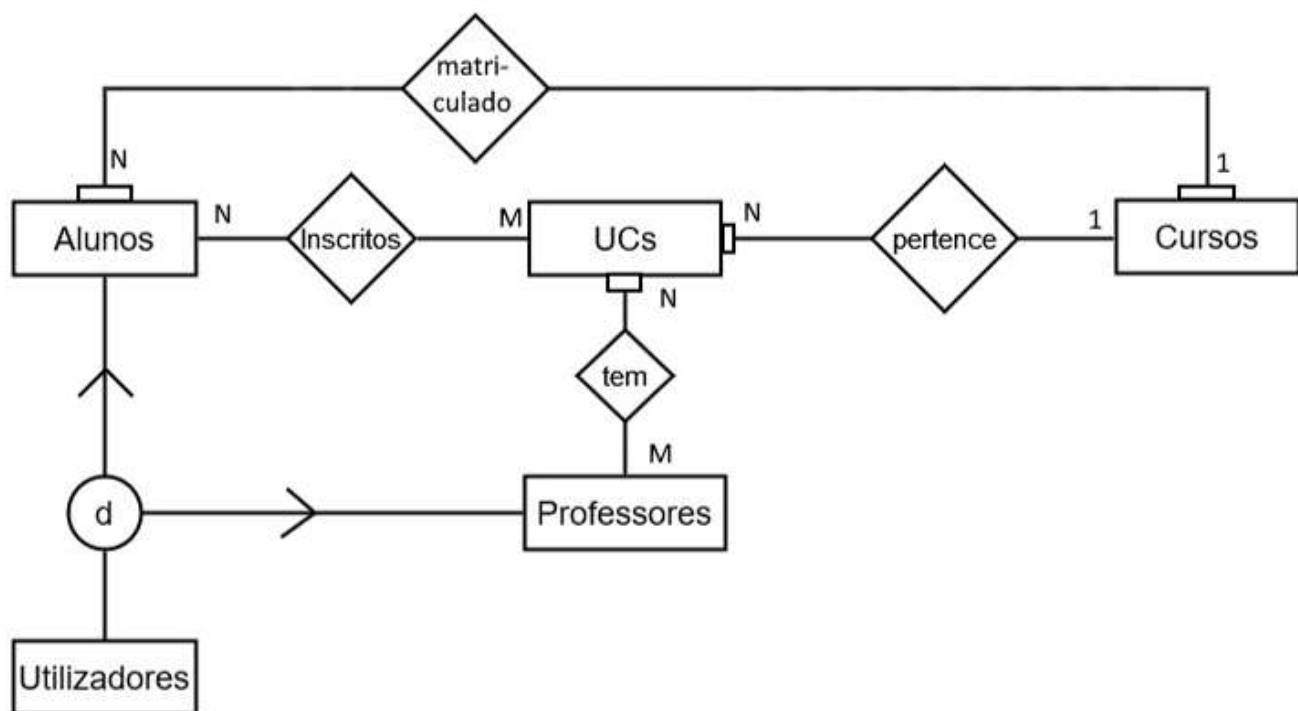 matri-
culado
N
1
N
M
N
1
Alunos
Inscritos
UCs
pertence
Cursos
N
tem
M
d
Professores
Utilizadores